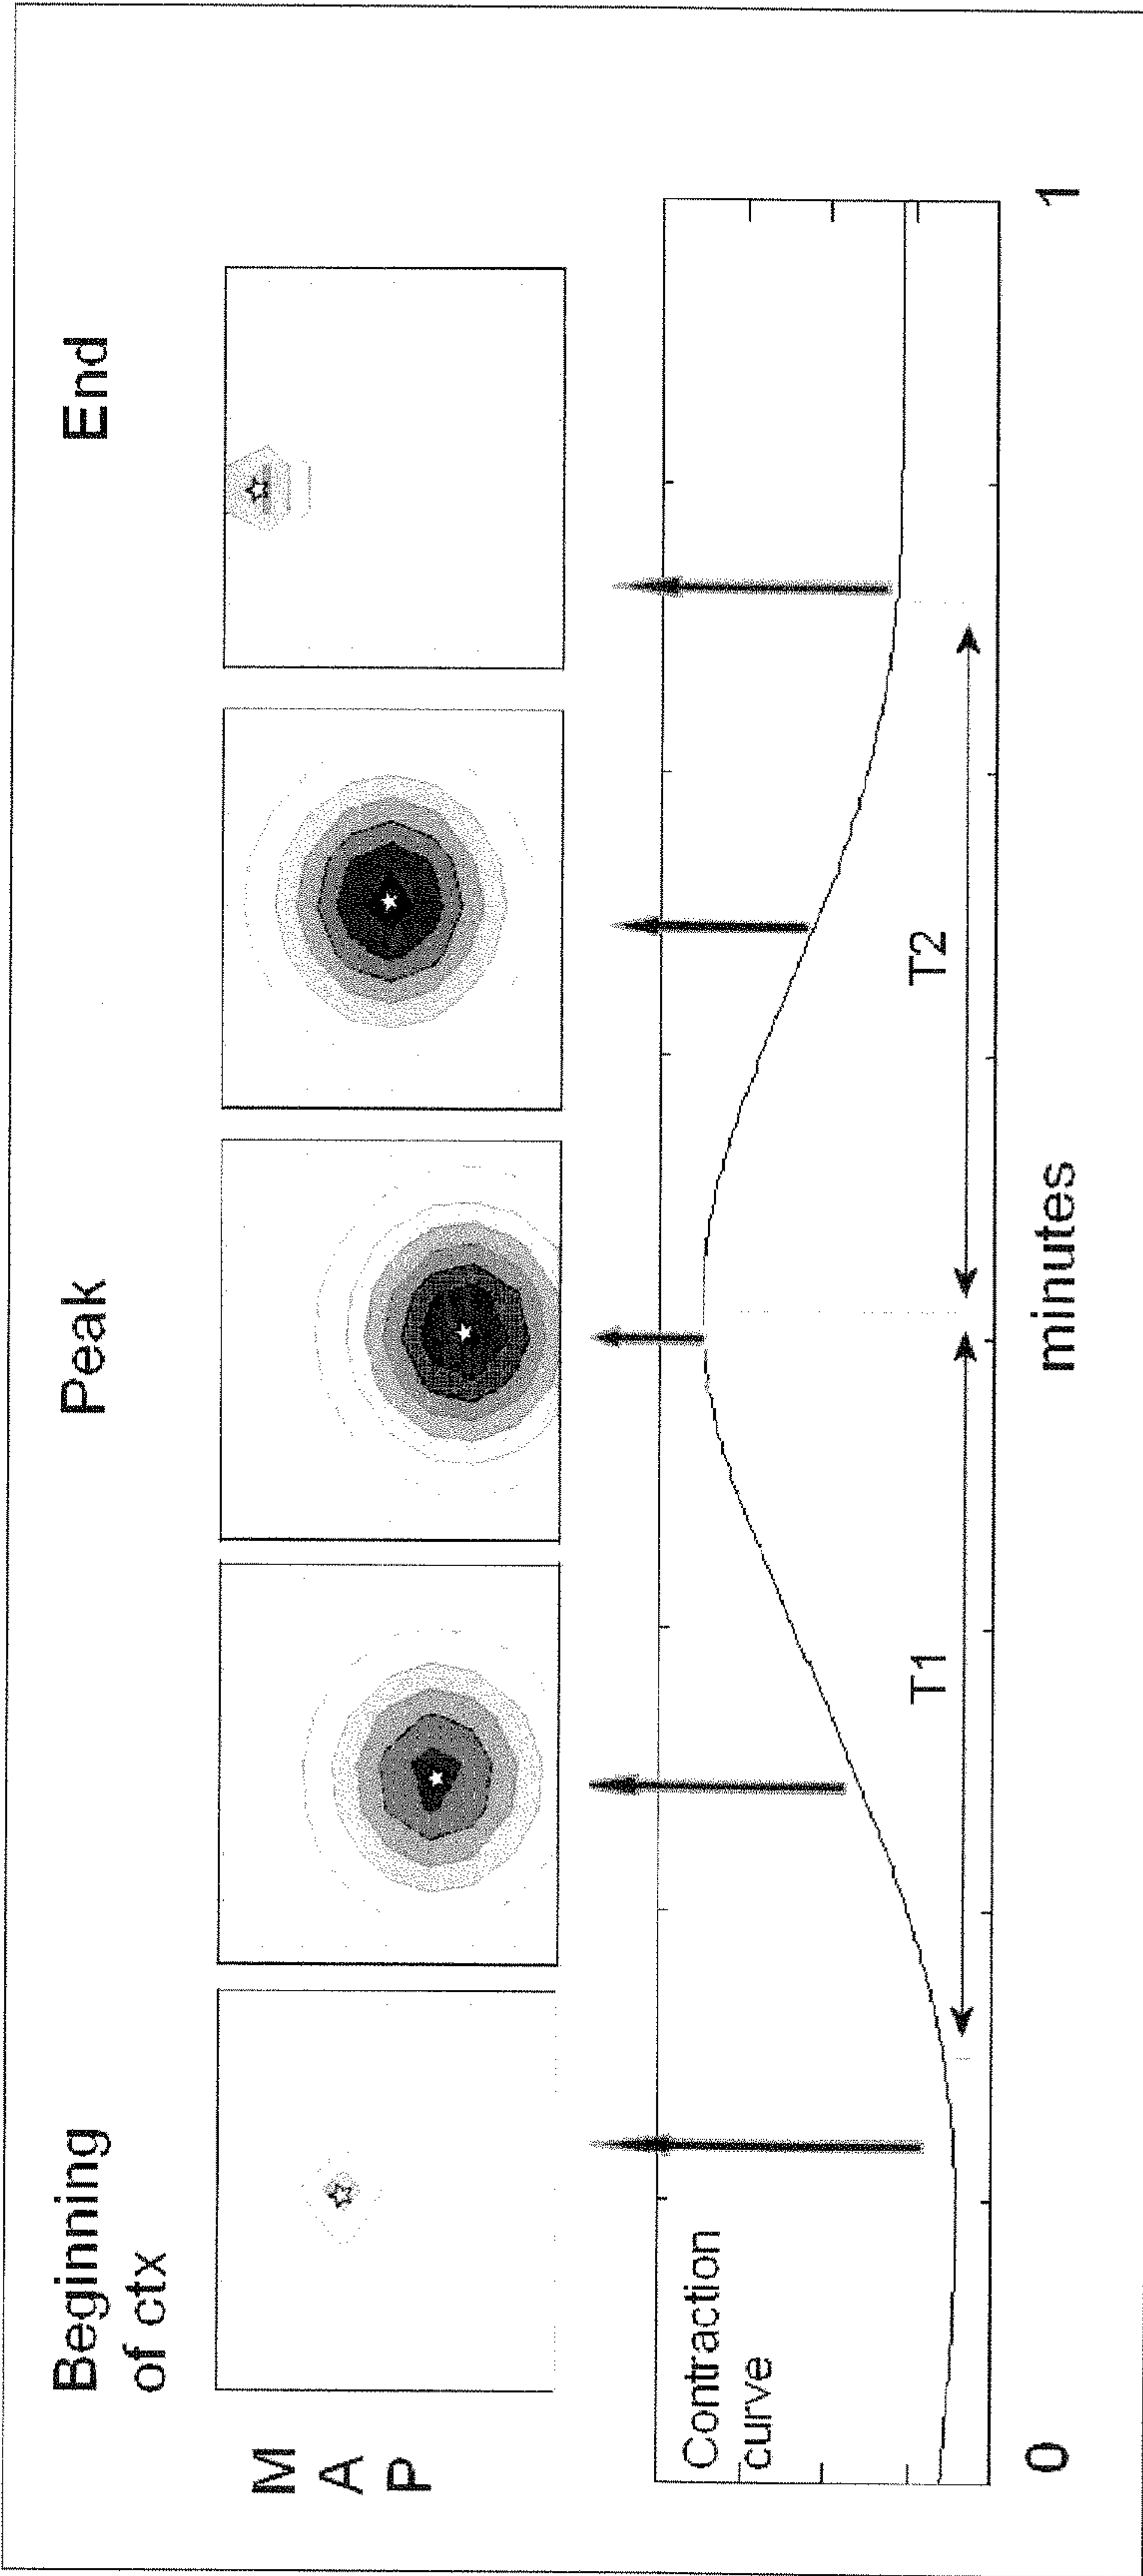 Beginning
of ctx
Peak
End
M
A
P
Contraction
curve
T1
T2
0
minutes
1